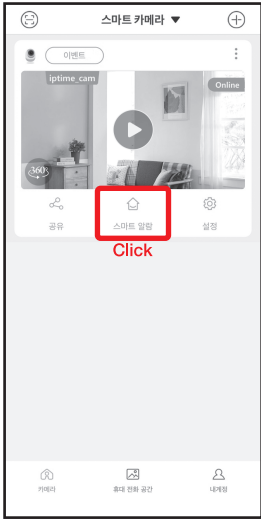 스마트 카메라 ▼
이벤트
iptime_cam
Online
360
공유
스마트 알람
설정
Click
카메라
휴대 전화 공간
내계정